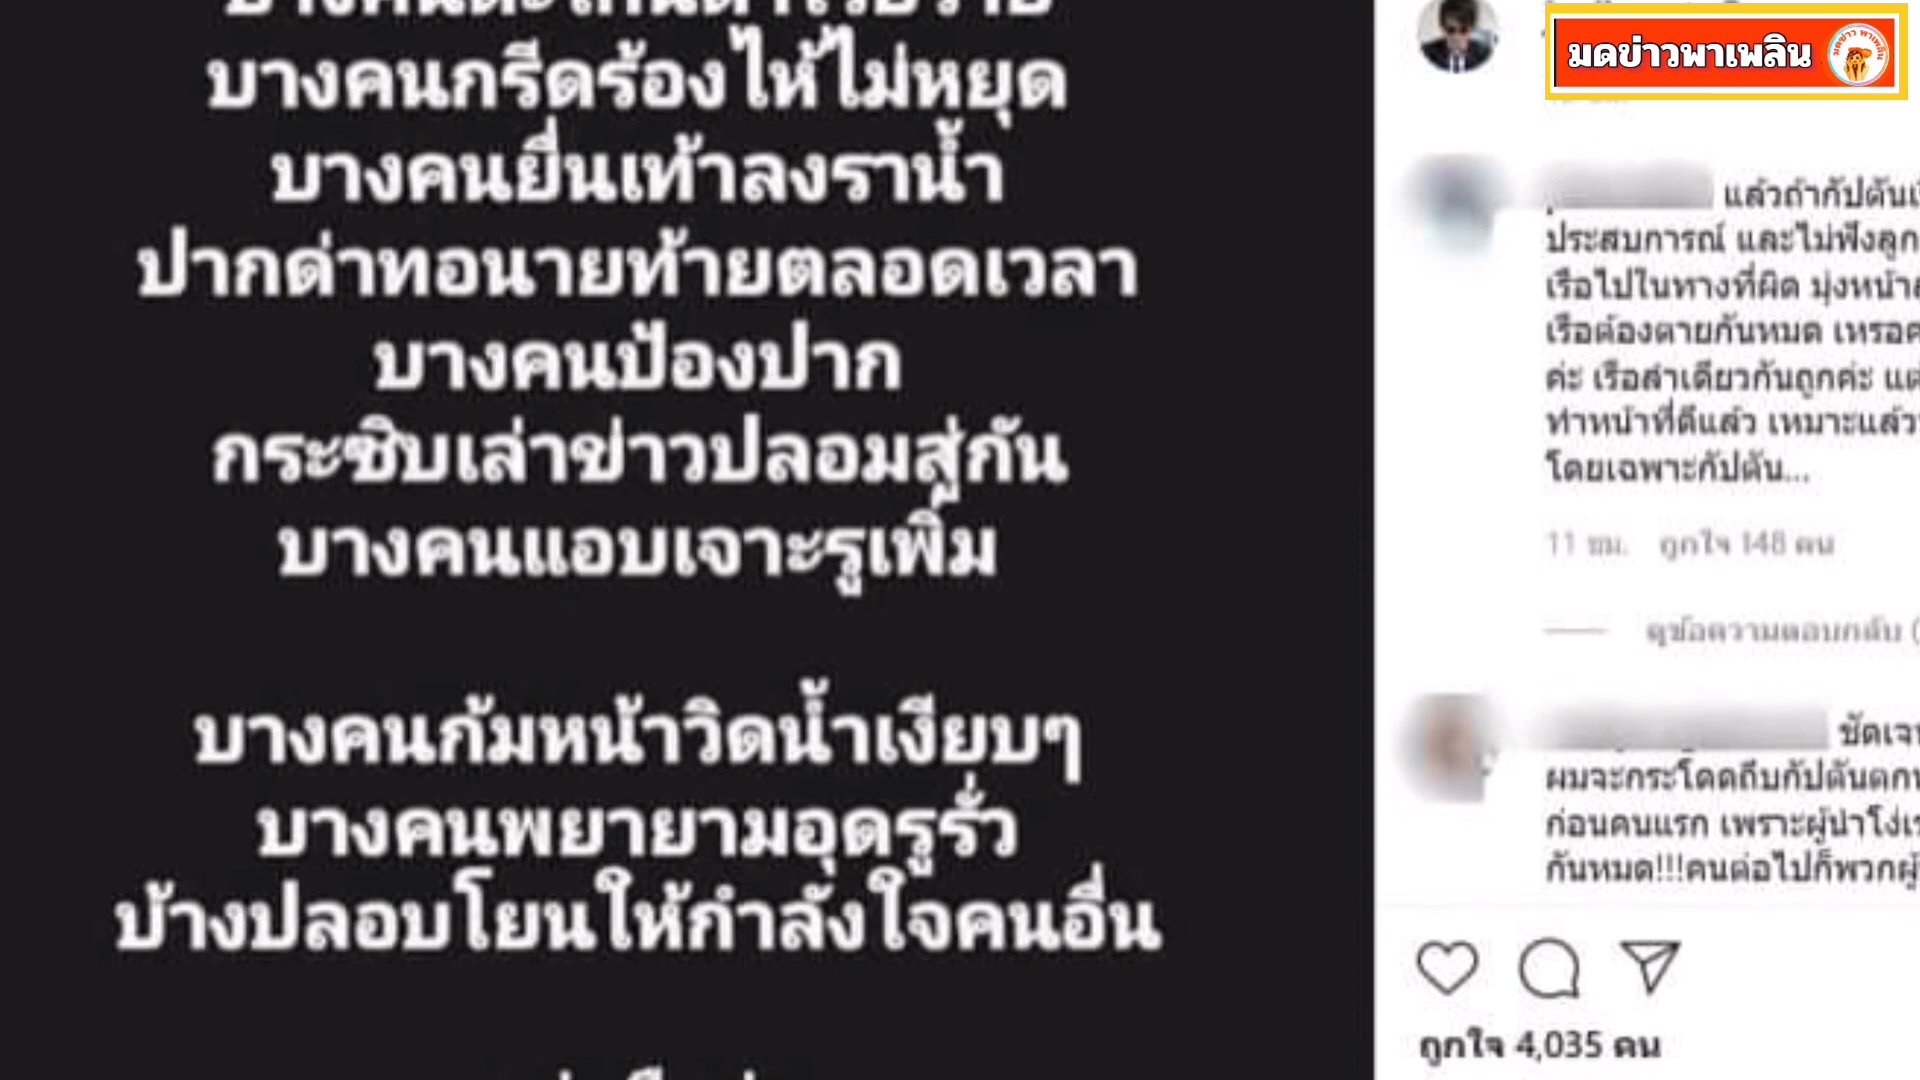 บางคนกรีดร้องไห้ไม่หยุด
บางคนยื่นเท้าลงราน้ำ
ปากด่าทอนายท้ายตลอดเวลา
บางคนป้องปาก
กระซิบเล่าข่าวปลอมสู่กัน
บางคนแอบเจาะรูเพิ่ม
บางคนก้มหน้าวิดน้ำเงียบๆ
บางคนพยายามอุดรูรั่ว
บ้างปลอบโยนให้กำลังใจคนอื่น
มดข่าวพาเพลิน
แล้วถ้ากัปตัน
ประสบการณ์ และไม่ฟังลูก
เรือไปในทางที่ผิด มุ่งหน้า
เรือต้องตายกันหมด เหรอ
ค่ะ เรือลำเดียวกันถูกค่ะ แต่
ทำหน้าที่ดีแล้ว เหมาะแล้ว
โดยเฉพาะกัปตัน...
11 ชม. ถูกใจ 148 คน
ดูข้อความตอบกลับ (
ชัดเจ
ผมจะกระโดดถีบกัปตันตก
ก่อนคนแรก เพราะผู้นำโง่
กันหมด!!!คนต่อไปก็พวกผู้
ถูกใจ 4,035 คน